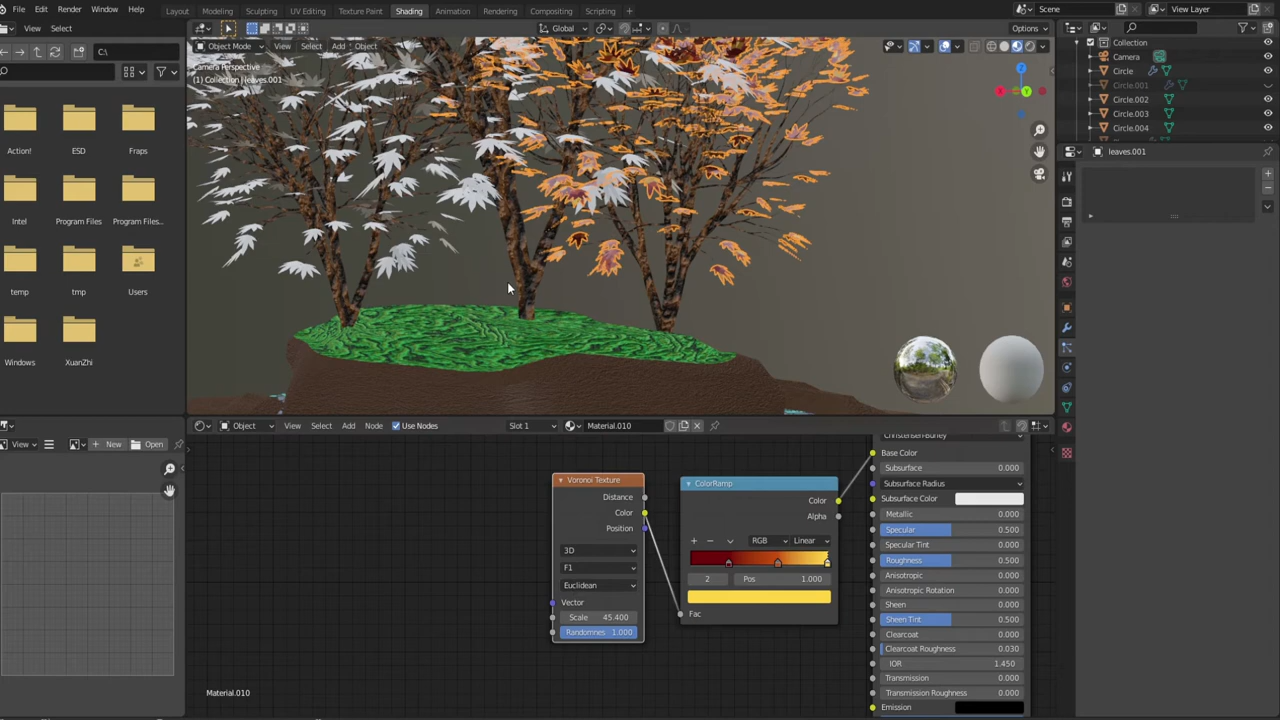 File Edit Render Window Help Layout Modeling Sculpting UV Editing Texture Paint Shading Animation Rendering Compositing Scripting + Scene View Layer
View Select Global Options
C:\ Object Mode View Select Add Object
Camera Perspective
(1) Collection | leaves.001
Collection
Camera
Circle
Circle.001
Circle.002
Circle.003
Circle.004
leaves.001
Action! ESD Fraps
Intel Program Files Program Files...
temp tmp Users
Windows XuanZhi
Object View Select Add Node Use Nodes Slot 1 Material.010
View New Open
Christensen-Burley
Base Color
Subsurface 0.000
Subsurface Radius
Subsurface Color
Metallic 0.000
Specular 0.500
Specular Tint 0.000
Roughness 0.500
Anisotropic 0.000
Anisotropic Rotation 0.000
Sheen 0.000
Sheen Tint 0.500
Clearcoat 0.000
Clearcoat Roughness 0.030
IOR 1.450
Transmission 0.000
Transmission Roughness 0.000
Emission
Voronoi Texture
Distance
Color
Position
3D
F1
Euclidean
Vector
Scale 45.400
Randomnes 1.000
ColorRamp
Color
Alpha
+ − RGB Linear
2 Pos 1.000
Fac
Material.010